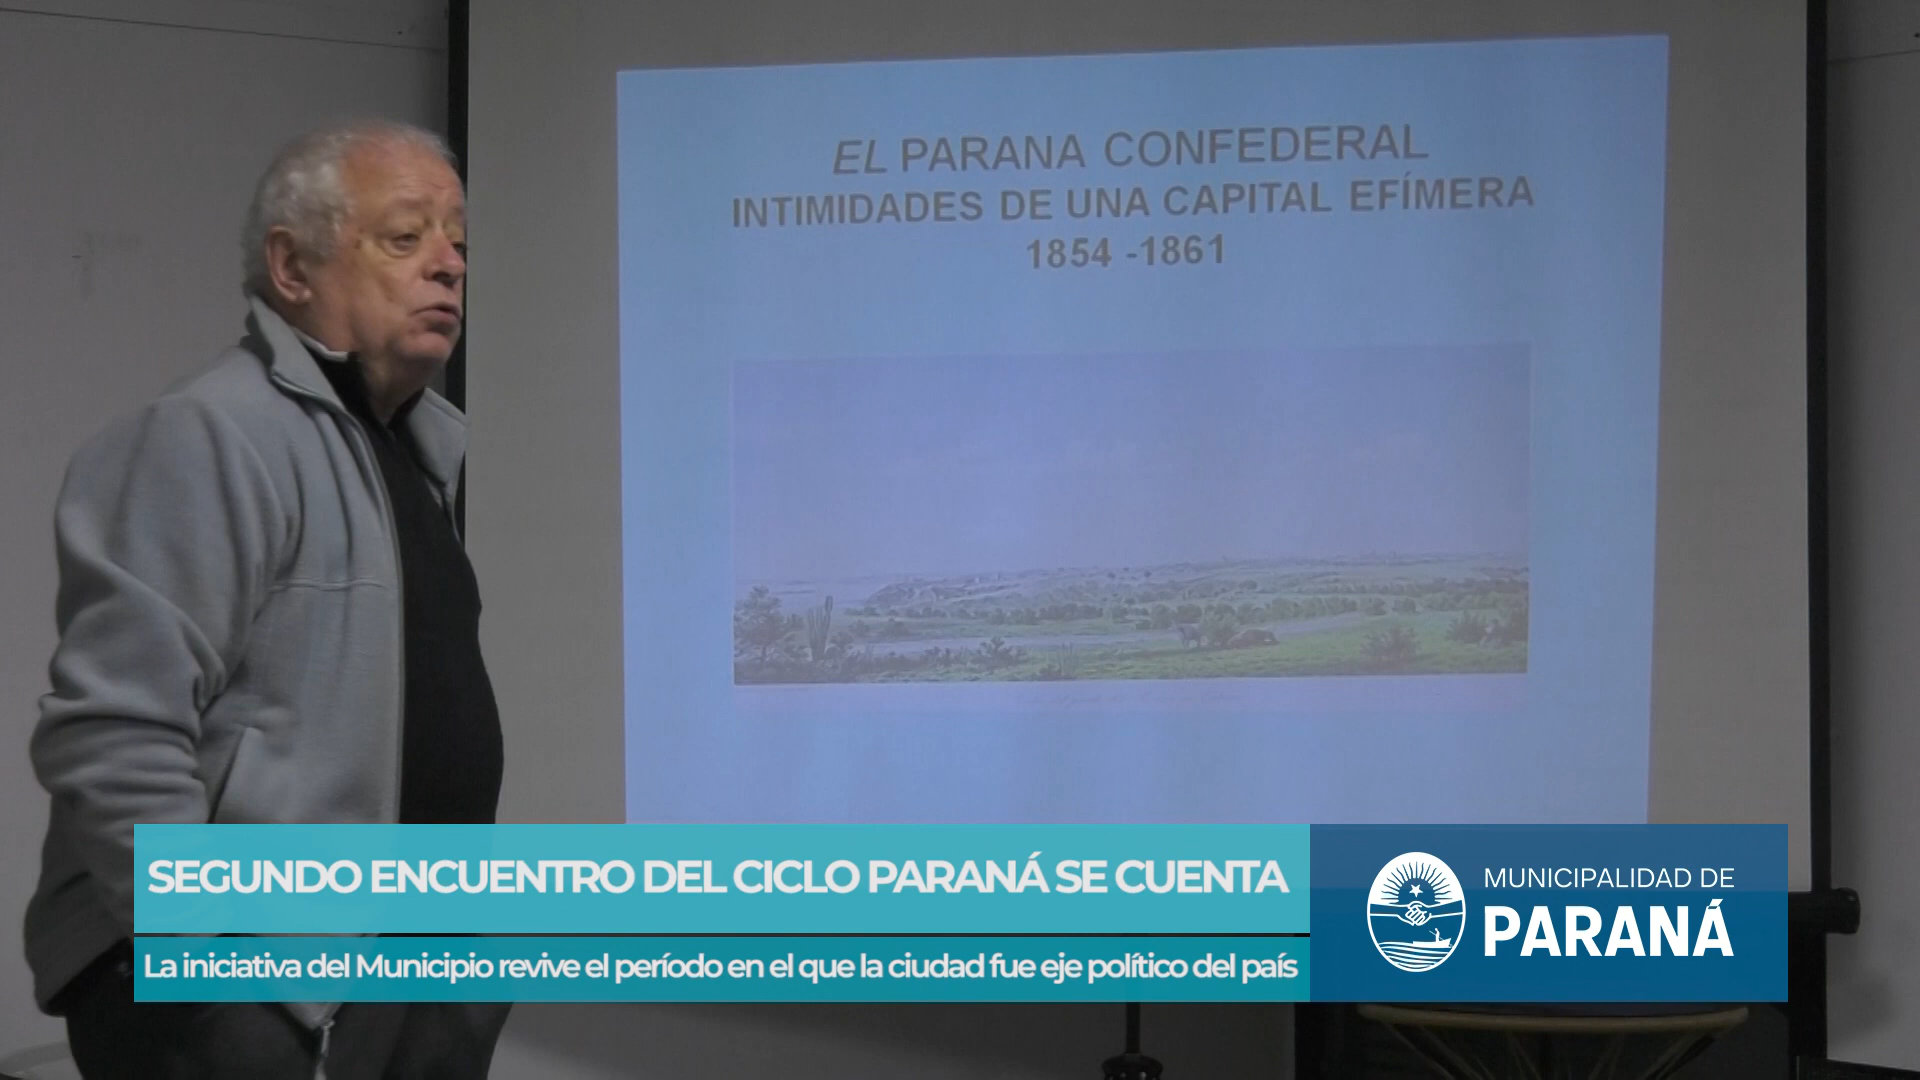 EL PARANA CONFEDERAL
INTIMIDADES DE UNA CAPITAL EFÍMERA
1854 -1861
SEGUNDO ENCUENTRO DEL CICLO PARANÁ SE CUENTA
La iniciativa del Municipio revive el período en el que la ciudad fue eje político del país
MUNICIPALIDAD DE
PARANÁ